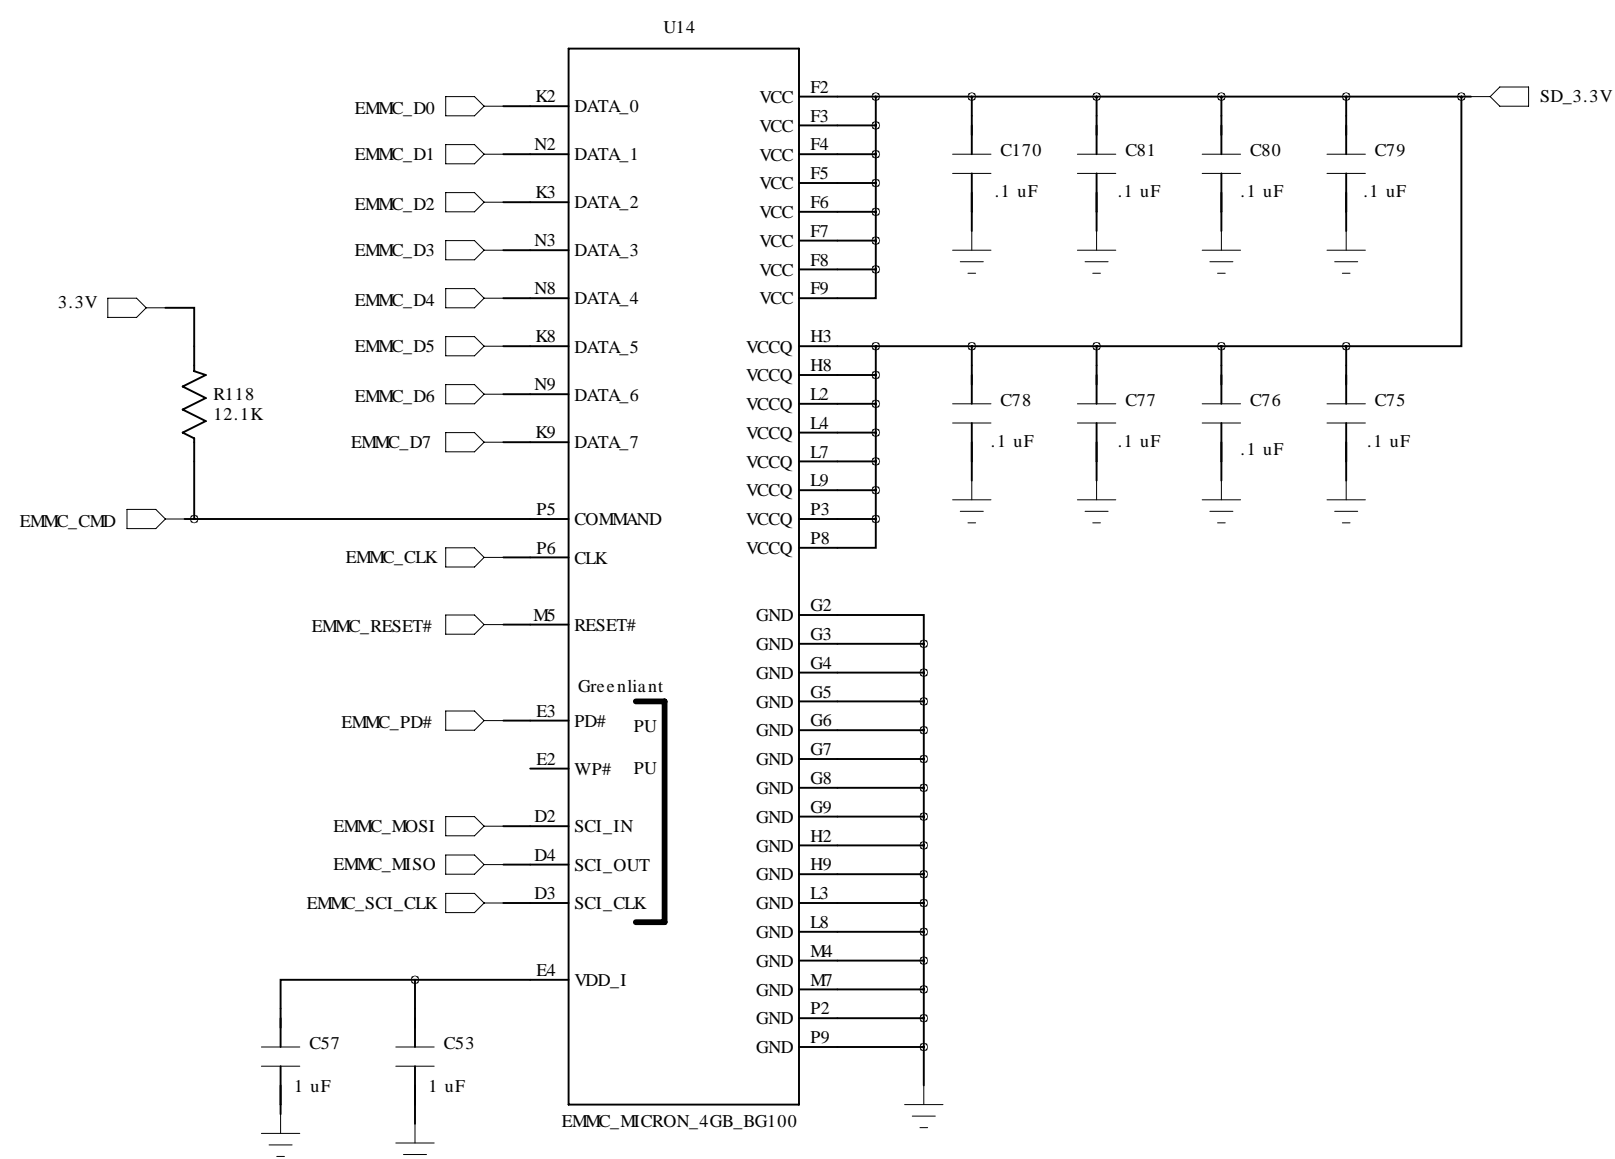 U14
EMMC_D0 K2 DATA_0
EMMC_D1 N2 DATA_1
EMMC_D2 K3 DATA_2
EMMC_D3 N3 DATA_3
EMMC_D4 N8 DATA_4
EMMC_D5 K8 DATA_5
EMMC_D6 N9 DATA_6
EMMC_D7 K9 DATA_7
3.3V
R118
12.1K
EMMC_CMD P5 COMMAND
EMMC_CLK P6 CLK
EMMC_RESET# M5 RESET#
Greenliant
EMMC_PD# E3 PD# PU
E2 WP# PU
EMMC_MOSI D2 SCI_IN
EMMC_MISO D4 SCI_OUT
EMMC_SCI_CLK D3 SCI_CLK
E4 VDD_I
C57
1 uF
C53
1 uF
VCC F2 SD_3.3V
VCC F3
VCC F4
VCC F5
VCC F6
VCC F7
VCC F8
VCC F9
C170
.1 uF
C81
.1 uF
C80
.1 uF
C79
.1 uF
VCCQ H3
VCCQ H8
VCCQ L2
VCCQ L4
VCCQ L7
VCCQ L9
VCCQ P3
VCCQ P8
C78
.1 uF
C77
.1 uF
C76
.1 uF
C75
.1 uF
GND G2
GND G3
GND G4
GND G5
GND G6
GND G7
GND G8
GND G9
GND H2
GND H9
GND L3
GND L8
GND M4
GND M7
GND P2
GND P9
EMMC_MICRON_4GB_BG100